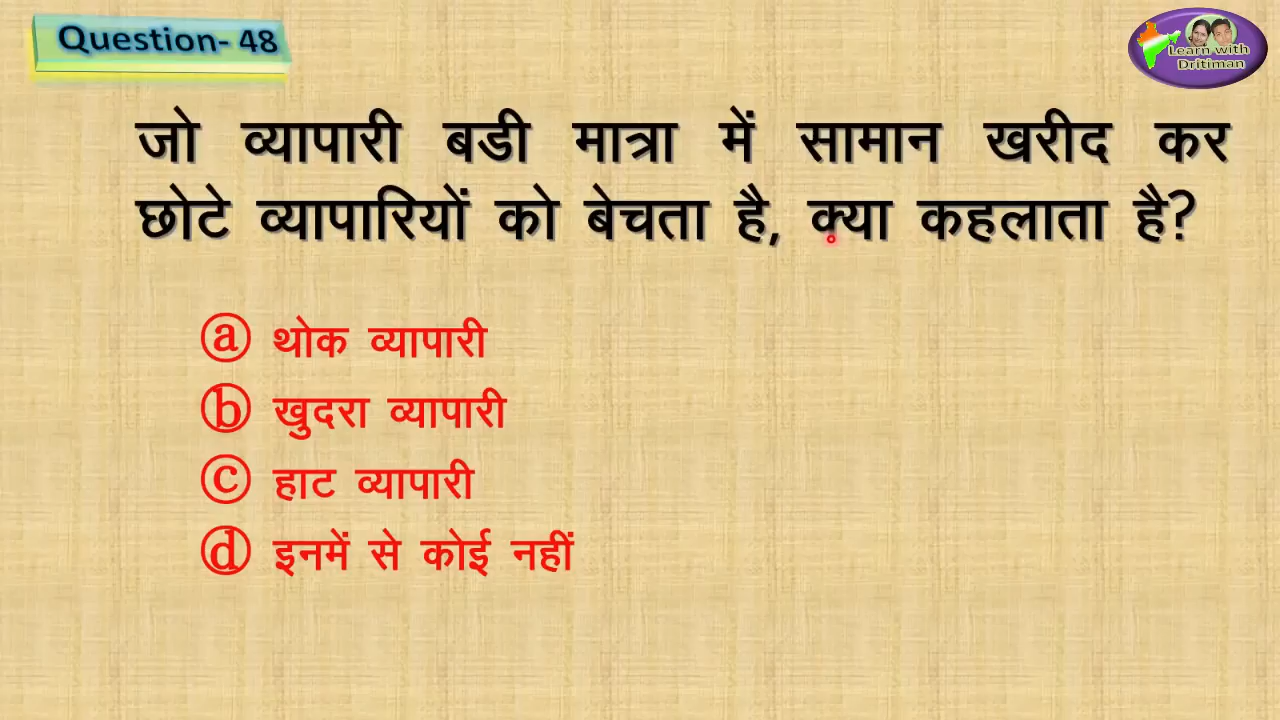 Question- 48
Learn with
Dritiman
जो व्यापारी बडी मात्रा में सामान खरीद कर
छोटे व्यापारियों को बेचता है, क्या कहलाता है?
ⓐ थोक व्यापारी
ⓑ खुदरा व्यापारी
ⓒ हाट व्यापारी
ⓓ इनमें से कोई नहीं